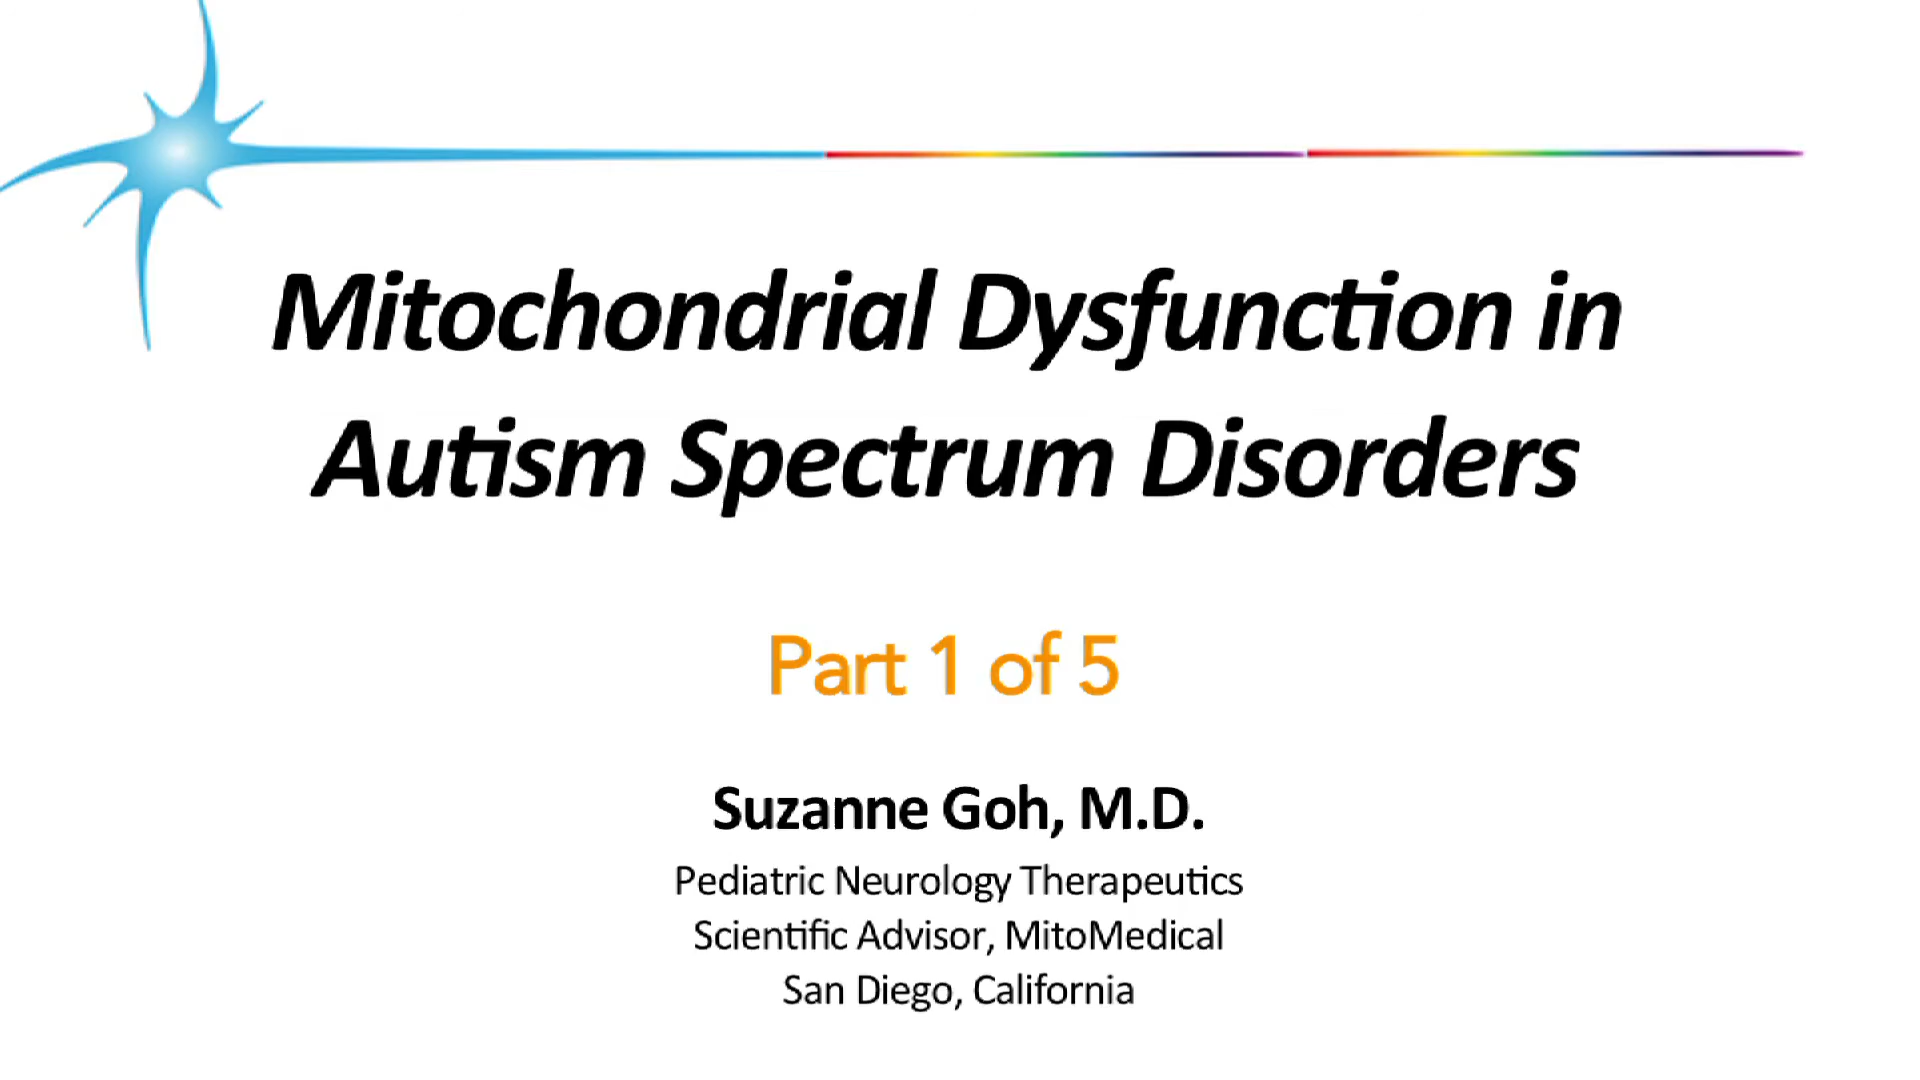 Mitochondrial Dysfunction in
Autism Spectrum Disorders
Part 1 of 5
Suzanne Goh, M.D.
Pediatric Neurology Therapeutics
Scientific Advisor, MitoMedical
San Diego, California